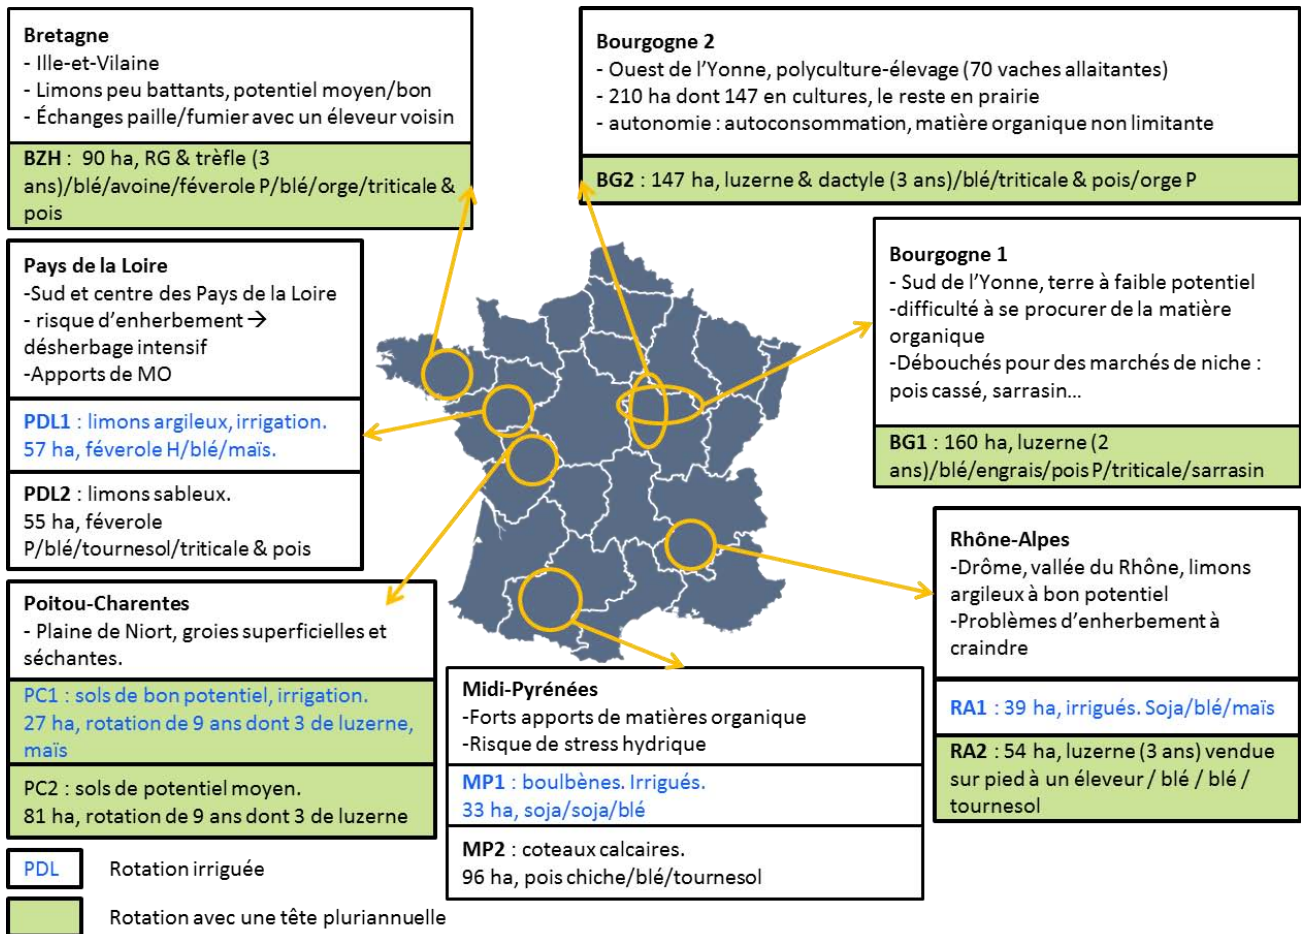 Bretagne
- Ille-et-Vilaine
- Limons peu battants, potentiel moyen/bon
- Échanges paille/fumier avec un éleveur voisin
BZH : 90 ha, RG & trèfle (3
ans)/blé/avoine/féverole P/blé/orge/triticale &
pois
Bourgogne 2
- Ouest de l'Yonne, polyculture-élevage (70 vaches allaitantes)
- 210 ha dont 147 en cultures, le reste en prairie
- autonomie : autoconsommation, matière organique non limitante
BG2 : 147 ha, luzerne & dactyle (3 ans)/blé/triticale & pois/orge P
Pays de la Loire
-Sud et centre des Pays de la Loire
- risque d'enherbement →
désherbage intensif
-Apports de MO
PDL1 : limons argileux, irrigation.
57 ha, féverole H/blé/maïs.
PDL2 : limons sableux.
55 ha, féverole
P/blé/tournesol/triticale & pois
Bourgogne 1
- Sud de l'Yonne, terre à faible potentiel
-difficulté à se procurer de la matière
organique
-Débouchés pour des marchés de niche :
pois cassé, sarrasin...
BG1 : 160 ha, luzerne (2
ans)/blé/engrais/pois P/triticale/sarrasin
Poitou-Charentes
- Plaine de Niort, groies superficielles et
séchantes.
PC1 : sols de bon potentiel, irrigation.
27 ha, rotation de 9 ans dont 3 de luzerne,
maïs
PC2 : sols de potentiel moyen.
81 ha, rotation de 9 ans dont 3 de luzerne
Midi-Pyrénées
-Forts apports de matières organique
-Risque de stress hydrique
MP1 : boulbènes. Irrigués.
33 ha, soja/soja/blé
MP2 : coteaux calcaires.
96 ha, pois chiche/blé/tournesol
Rhône-Alpes
-Drôme, vallée du Rhône, limons
argileux à bon potentiel
-Problèmes d'enherbement à
craindre
RA1 : 39 ha, irrigués. Soja/blé/maïs
RA2 : 54 ha, luzerne (3 ans) vendue
sur pied à un éleveur / blé / blé /
tournesol
PDL Rotation irriguée
Rotation avec une tête pluriannuelle